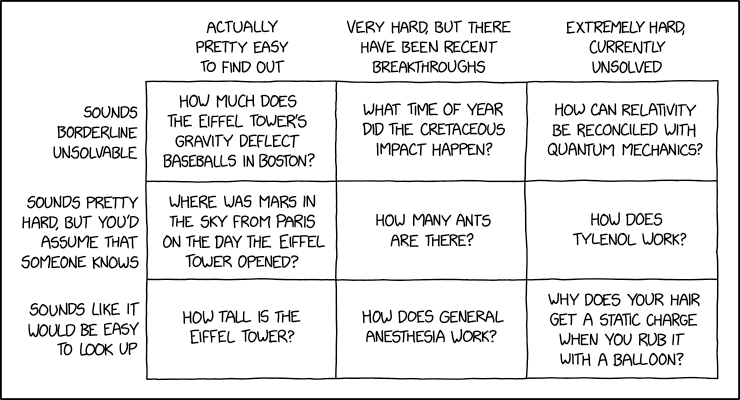 ACTUALLY
PRETTY EASY
TO FIND OUT
VERY HARD, BUT THERE
HAVE BEEN RECENT
BREAKTHROUGHS
EXTREMELY HARD,
CURRENTLY
UNSOLVED
SOUNDS
BORDERLINE
UNSOLVABLE
HOW MUCH DOES
THE EIFFEL TOWER'S
GRAVITY DEFLECT
BASEBALLS IN BOSTON?
WHAT TIME OF YEAR
DID THE CRETACEOUS
IMPACT HAPPEN?
HOW CAN RELATIVITY
BE RECONCILED WITH
QUANTUM MECHANICS?
SOUNDS PRETTY
HARD, BUT YOU'D
ASSUME THAT
SOMEONE KNOWS
WHERE WAS MARS IN
THE SKY FROM PARIS
ON THE DAY THE EIFFEL
TOWER OPENED?
HOW MANY ANTS
ARE THERE?
HOW DOES
TYLENOL WORK?
SOUNDS LIKE IT
WOULD BE EASY
TO LOOK UP
HOW TALL IS THE
EIFFEL TOWER?
HOW DOES GENERAL
ANESTHESIA WORK?
WHY DOES YOUR HAIR
GET A STATIC CHARGE
WHEN YOU RUB IT
WITH A BALLOON?